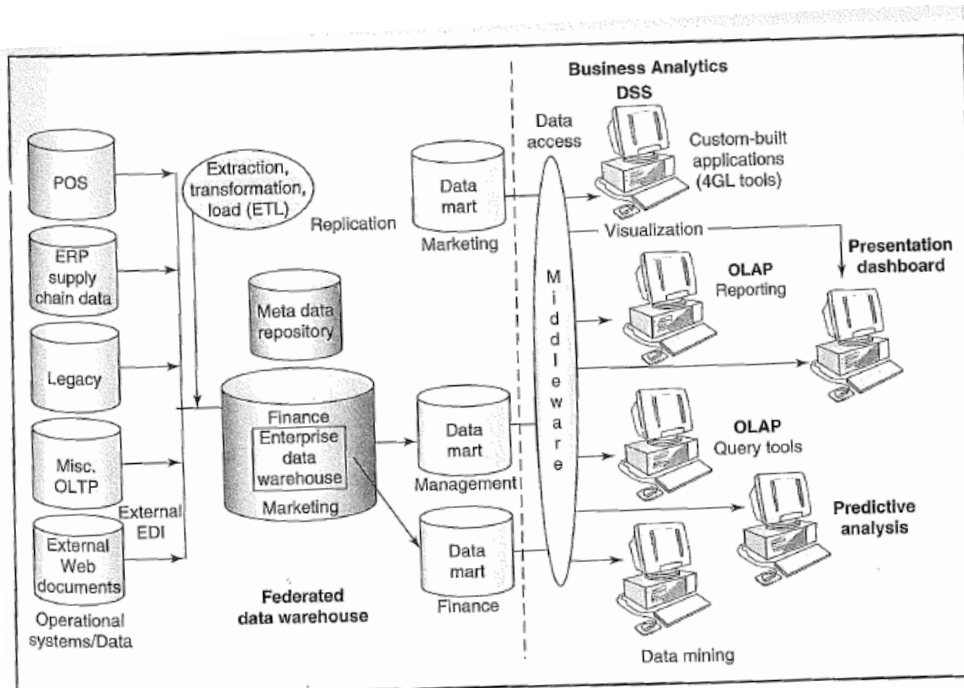 Business Analytics
DSS
Data
access
Custom-built
applications
(4GL tools)
POS
Extraction,
transformation,
load (ETL)
Replication
Data
mart
Marketing
Visualization
Presentation
dashboard
ERP
supply
chain data
Meta data
repository
Middleware
OLAP
Reporting
Legacy
Finance
Enterprise
data
warehouse
Marketing
Data
mart
Management
OLAP
Query tools
Misc.
OLTP
External
EDI
Predictive
analysis
External
Web
documents
Data
mart
Finance
Federated
data warehouse
Operational
systems/Data
Data mining